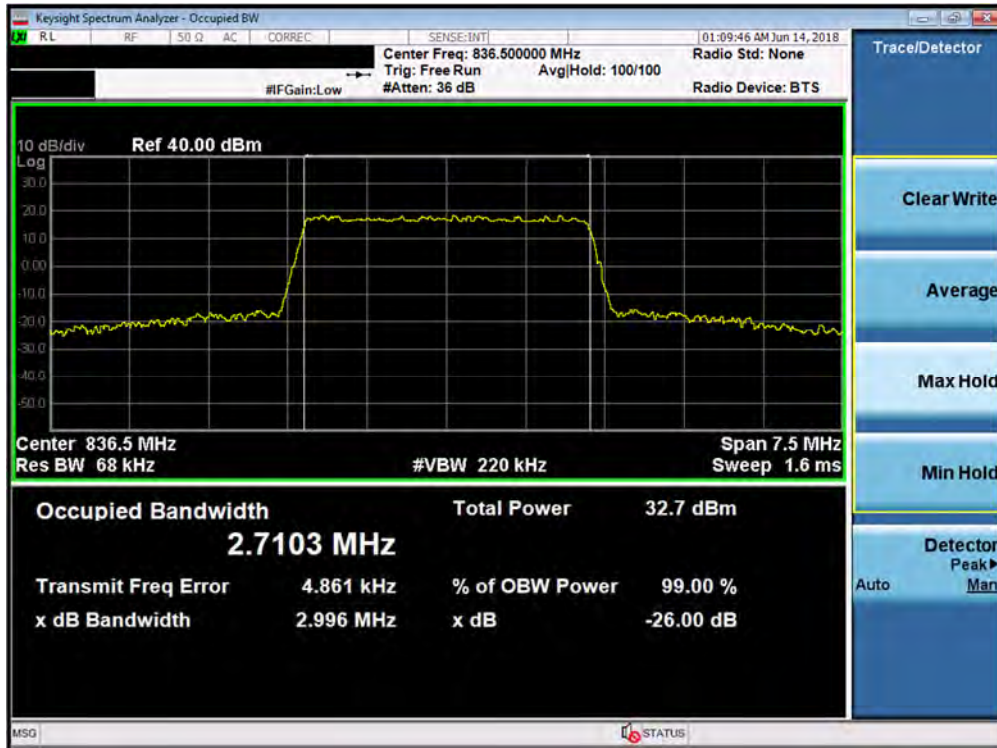 Keysight Spectrum Analyzer - Occupied BW
LXI RL RF 50 Ω AC CORREC SENSE:INT 01:09:46 AM Jun 14, 2018
Center Freq: 836.500000 MHz Radio Std: None
Trig: Free Run Avg|Hold: 100/100
#IFGain:Low #Atten: 36 dB Radio Device: BTS
Trace/Detector
10 dB/div Ref 40.00 dBm
Log
30.0
20.0
10.0
0.00
-10.0
-20.0
-30.0
-40.0
-50.0
Center 836.5 MHz Span 7.5 MHz
Res BW 68 kHz #VBW 220 kHz Sweep 1.6 ms
Occupied Bandwidth Total Power 32.7 dBm
2.7103 MHz
Transmit Freq Error 4.861 kHz % of OBW Power 99.00 %
x dB Bandwidth 2.996 MHz x dB -26.00 dB
Clear Write
Average
Max Hold
Min Hold
Detector
Peak▶
Auto Man
MSG STATUS